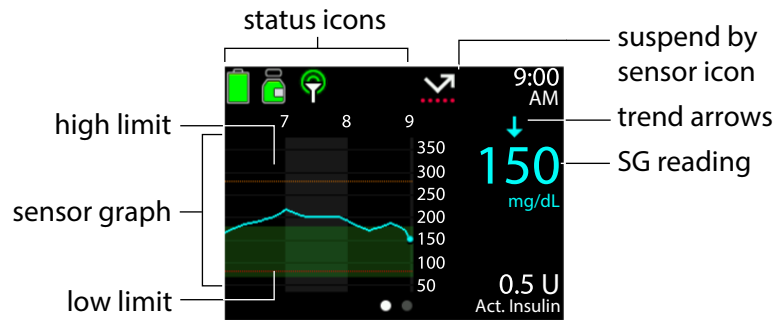 status icons
suspend by
sensor icon
9:00
AM
high limit
7 8 9
trend arrows
350
300
250
200
150
100
50
150
mg/dL
SG reading
sensor graph
low limit
0.5 U
Act. Insulin